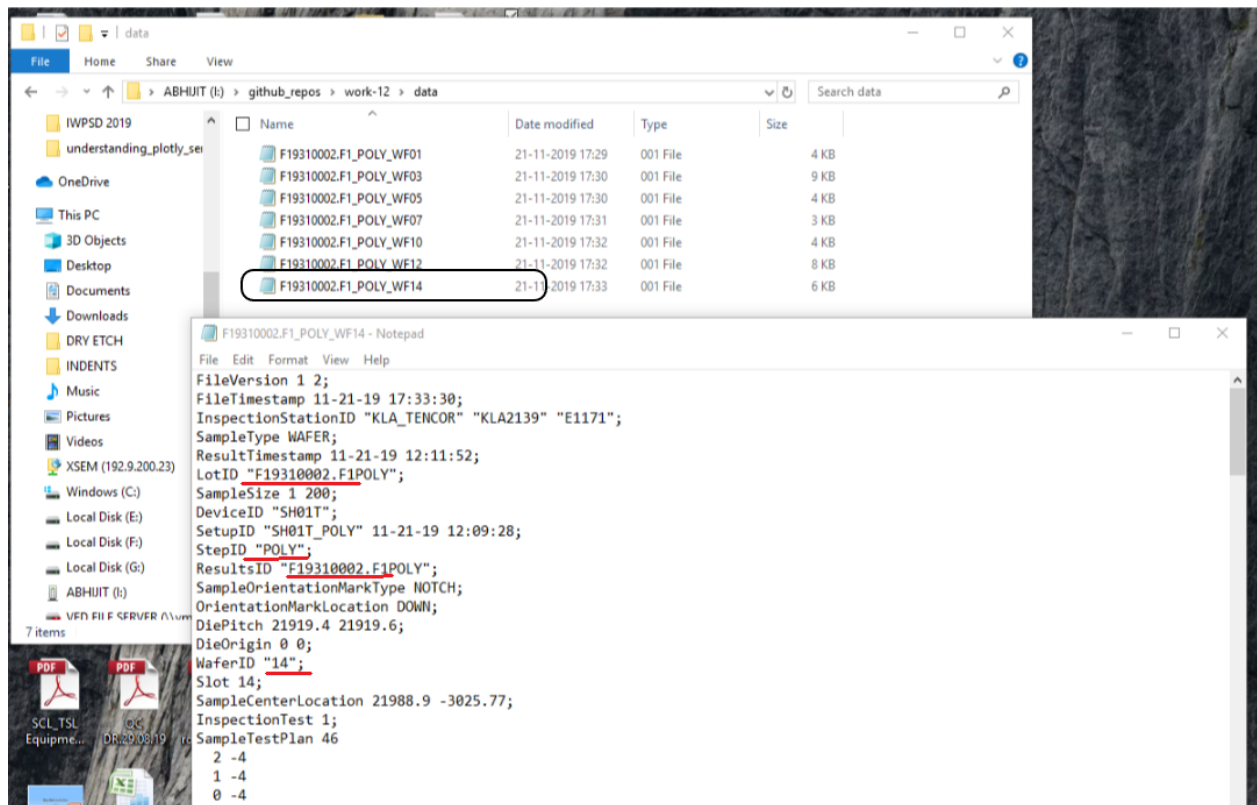 data
File Home Share View
ABHIJIT (I:) > github_repos > work-12 > data
Search data
IWPSD 2019
understanding_plotly_ser
OneDrive
This PC
3D Objects
Desktop
Documents
Downloads
DRY ETCH
INDENTS
Music
Pictures
Videos
XSEM (192.9.200.23)
Windows (C:)
Local Disk (E:)
Local Disk (F:)
Local Disk (G:)
ABHIJIT (I:)
VED FILE SERVER (\\vm
7 items
Name Date modified Type Size
F19310002.F1_POLY_WF01 21-11-2019 17:29 001 File 4 KB
F19310002.F1_POLY_WF03 21-11-2019 17:30 001 File 9 KB
F19310002.F1_POLY_WF05 21-11-2019 17:30 001 File 4 KB
F19310002.F1_POLY_WF07 21-11-2019 17:31 001 File 3 KB
F19310002.F1_POLY_WF10 21-11-2019 17:32 001 File 4 KB
F19310002.F1_POLY_WF12 21-11-2019 17:32 001 File 8 KB
F19310002.F1_POLY_WF14 21-11-2019 17:33 001 File 6 KB
F19310002.F1_POLY_WF14 - Notepad
File Edit Format View Help
FileVersion 1 2;
FileTimestamp 11-21-19 17:33:30;
InspectionStationID "KLA_TENCOR" "KLA2139" "E1171";
SampleType WAFER;
ResultTimestamp 11-21-19 12:11:52;
LotID "F19310002.F1POLY";
SampleSize 1 200;
DeviceID "SH01T";
SetupID "SH01T_POLY" 11-21-19 12:09:28;
StepID "POLY";
ResultsID "F19310002.F1POLY";
SampleOrientationMarkType NOTCH;
OrientationMarkLocation DOWN;
DiePitch 21919.4 21919.6;
DieOrigin 0 0;
WaferID "14";
Slot 14;
SampleCenterLocation 21988.9 -3025.77;
InspectionTest 1;
SampleTestPlan 46
2 -4
1 -4
0 -4
PDF
SCL_TSL
Equipme...
PDF
QC
DR.29.08.19